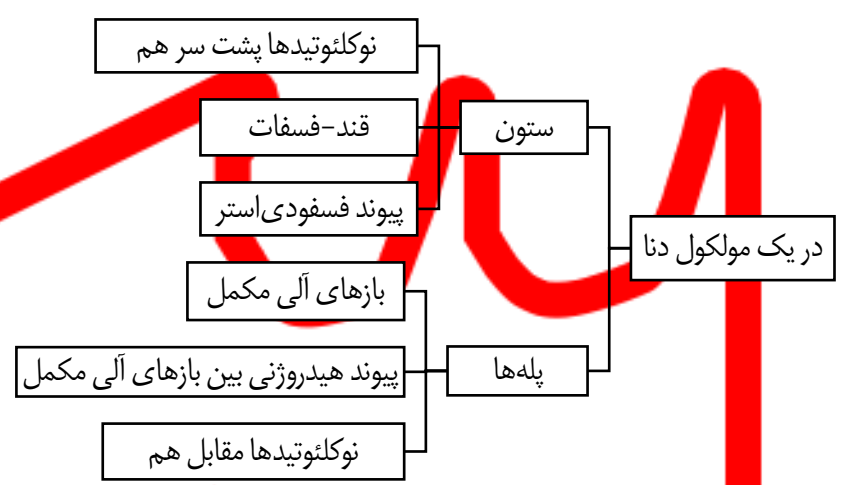 در یک مولکول دنا
ستون
نوکلئوتیدها پشت سر هم
قند-فسفات
پیوند فسفودی‌استر
پله‌ها
بازهای آلی مکمل
پیوند هیدروژنی بین بازهای آلی مکمل
نوکلئوتیدها مقابل هم